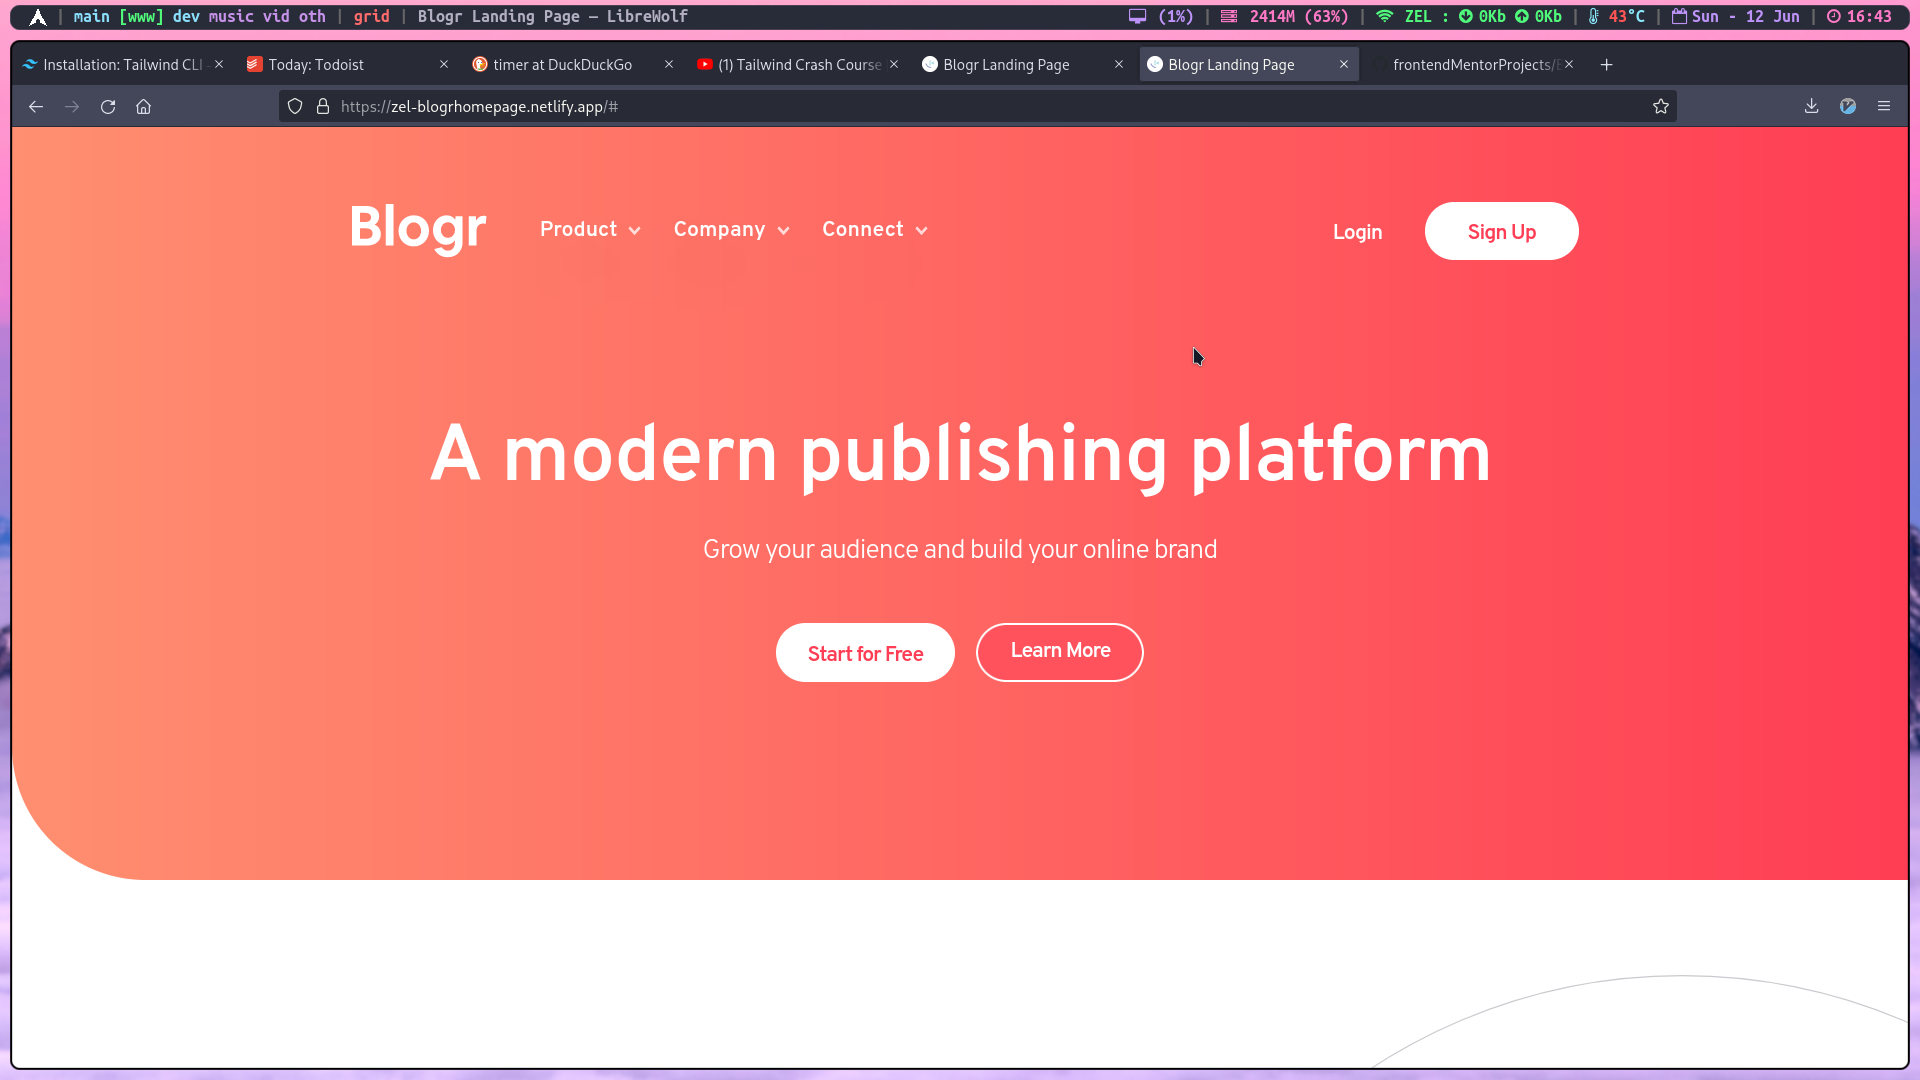 main [www] dev music vid oth | grid | Blogr Landing Page — LibreWolf (1%) | 2414M (63%) | ZEL : 0Kb 0Kb | 43°C | Sun - 12 Jun | 16:43
Installation: Tailwind CLI Today: Todoist timer at DuckDuckGo (1) Tailwind Crash Course Blogr Landing Page Blogr Landing Page frontendMentorProjects/
https://zel-blogrhomepage.netlify.app/#
Blogr Product Company Connect Login Sign Up
A modern publishing platform
Grow your audience and build your online brand
Start for Free Learn More